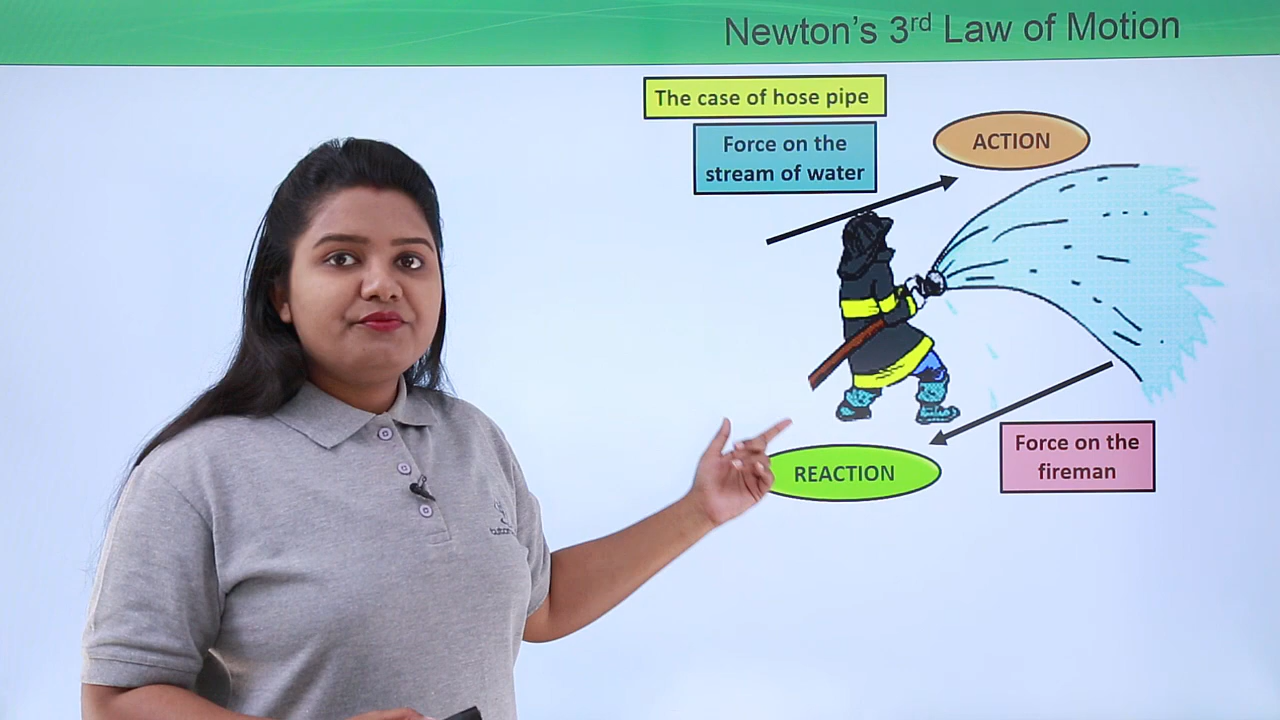 Newton's 3rd Law of Motion
The case of hose pipe
Force on the
stream of water
ACTION
REACTION
Force on the
fireman